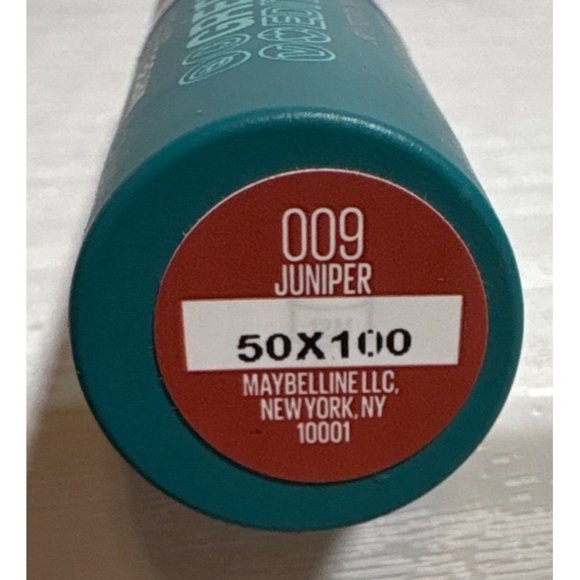 009
JUNIPER
50X100
MAYBELLINE LLC,
NEW YORK, NY
10001